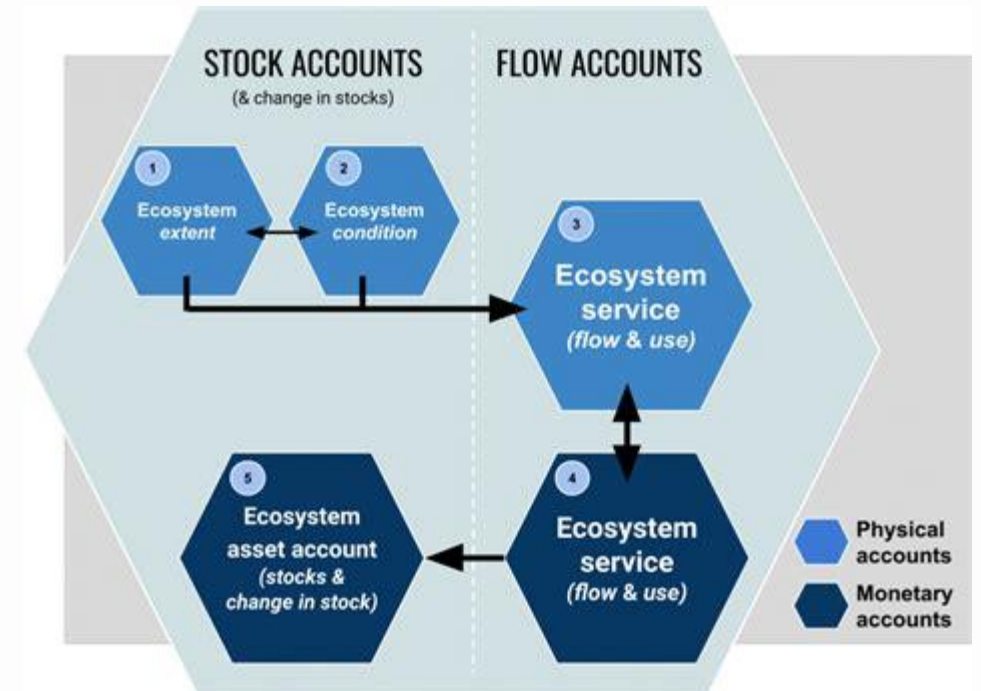 STOCK ACCOUNTS
(& change in stocks)
FLOW ACCOUNTS
1
Ecosystem
extent
2
Ecosystem
condition
3
Ecosystem
service
(flow & use)
5
Ecosystem
asset account
(stocks &
change in stock)
4
Ecosystem
service
(flow & use)
Physical
accounts
Monetary
accounts